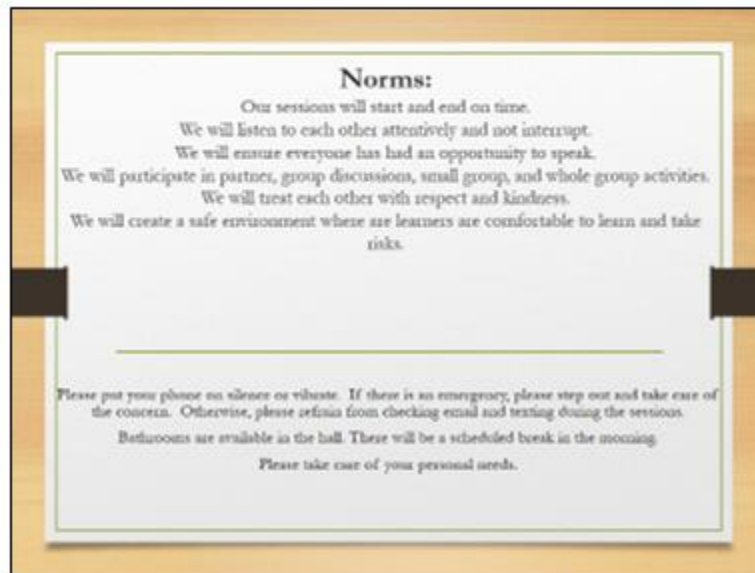 Norms:
Our sessions will start and end on time.
We will listen to each other attentively and not interrupt.
We will ensure everyone has had an opportunity to speak.
We will participate in partner, group discussions, small group, and whole group activities.
We will treat each other with respect and kindness.
We will create a safe environment where are learners are comfortable to learn and take
risks.
Please put your phone on silence or vibrate. If there is an emergency, please step out and take care of
the concern. Otherwise, please refrain from checking email and texting during the sessions.
Bathrooms are available in the hall. There will be a scheduled break in the morning.
Please take care of your personal needs.